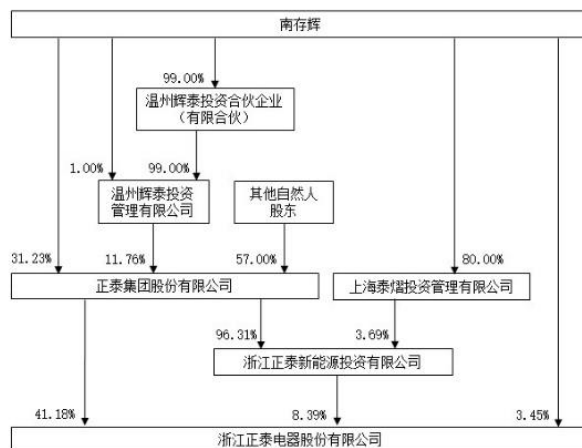 南存辉
99.00%
温州辉泰投资合伙企业
（有限合伙）
1.00%
99.00%
温州辉泰投资
管理有限公司
其他自然人
股东
31.23%
11.76%
57.00%
80.00%
正泰集团股份有限公司
上海泰熠投资管理有限公司
96.31%
3.69%
浙江正泰新能源投资有限公司
41.18%
8.39%
3.45%
浙江正泰电器股份有限公司